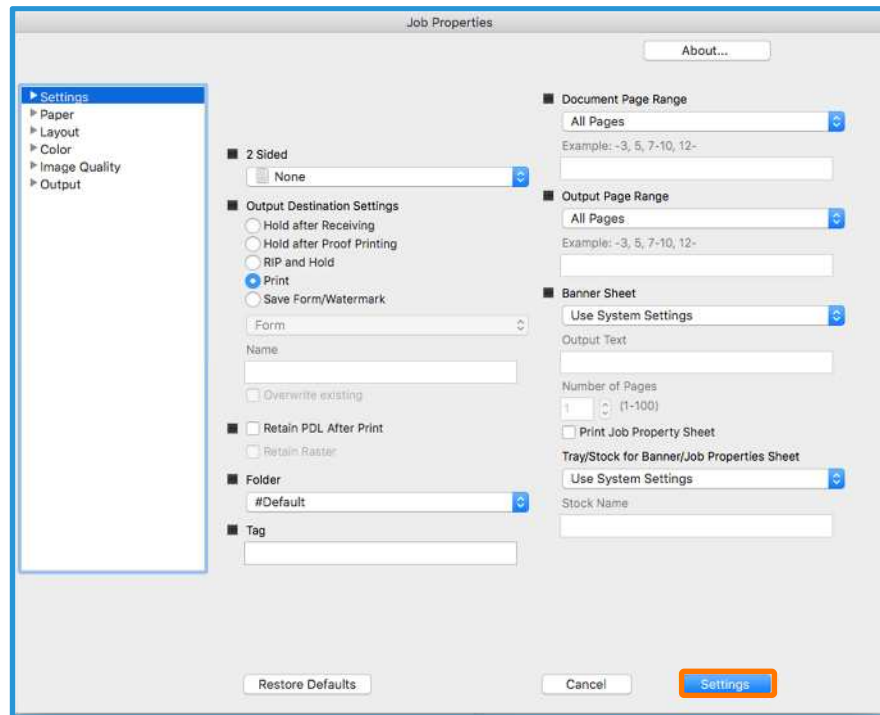 Job Properties
About...
Settings
Paper
Layout
Color
Image Quality
Output
2 Sided
None
Output Destination Settings
Hold after Receiving
Hold after Proof Printing
RIP and Hold
Print
Save Form/Watermark
Form
Name
Overwrite existing
Retain PDL After Print
Retain Raster
Folder
#Default
Tag
Document Page Range
All Pages
Example: -3, 5, 7-10, 12-
Output Page Range
All Pages
Example: -3, 5, 7-10, 12-
Banner Sheet
Use System Settings
Output Text
Number of Pages
1 (1-100)
Print Job Property Sheet
Tray/Stock for Banner/Job Properties Sheet
Use System Settings
Stock Name
Restore Defaults
Cancel
Settings